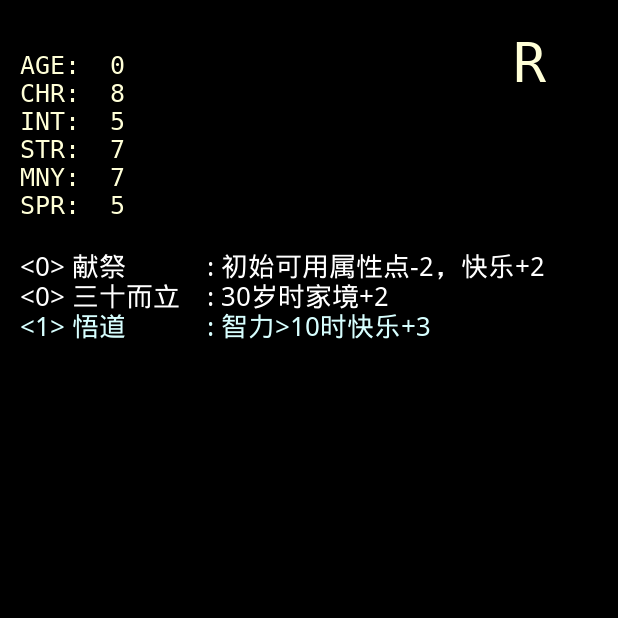 R
AGE: 0
CHR: 8
INT: 5
STR: 7
MNY: 7
SPR: 5
<0> 献祭 : 初始可用属性点-2，快乐+2
<0> 三十而立 : 30岁时家境+2
<1> 悟道 : 智力>10时快乐+3